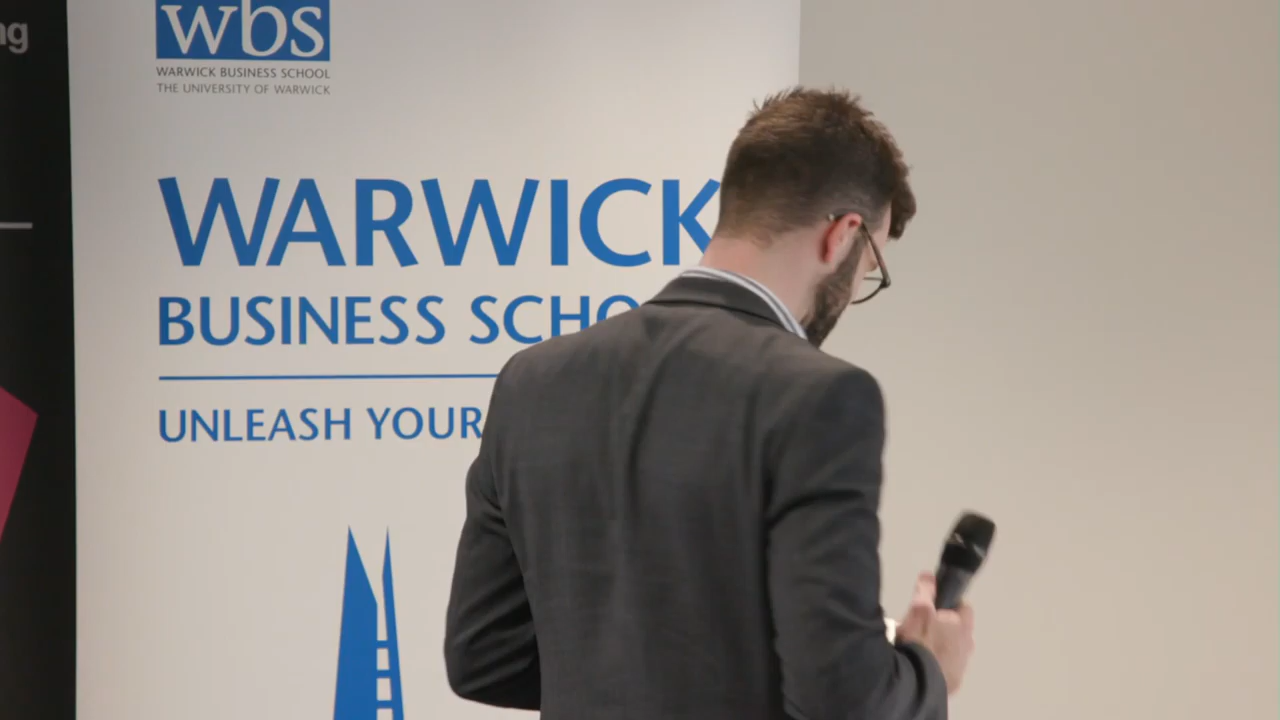 wbs
WARWICK BUSINESS SCHOOL
THE UNIVERSITY OF WARWICK
WARWICK
BUSINESS SCHO
UNLEASH YOUR